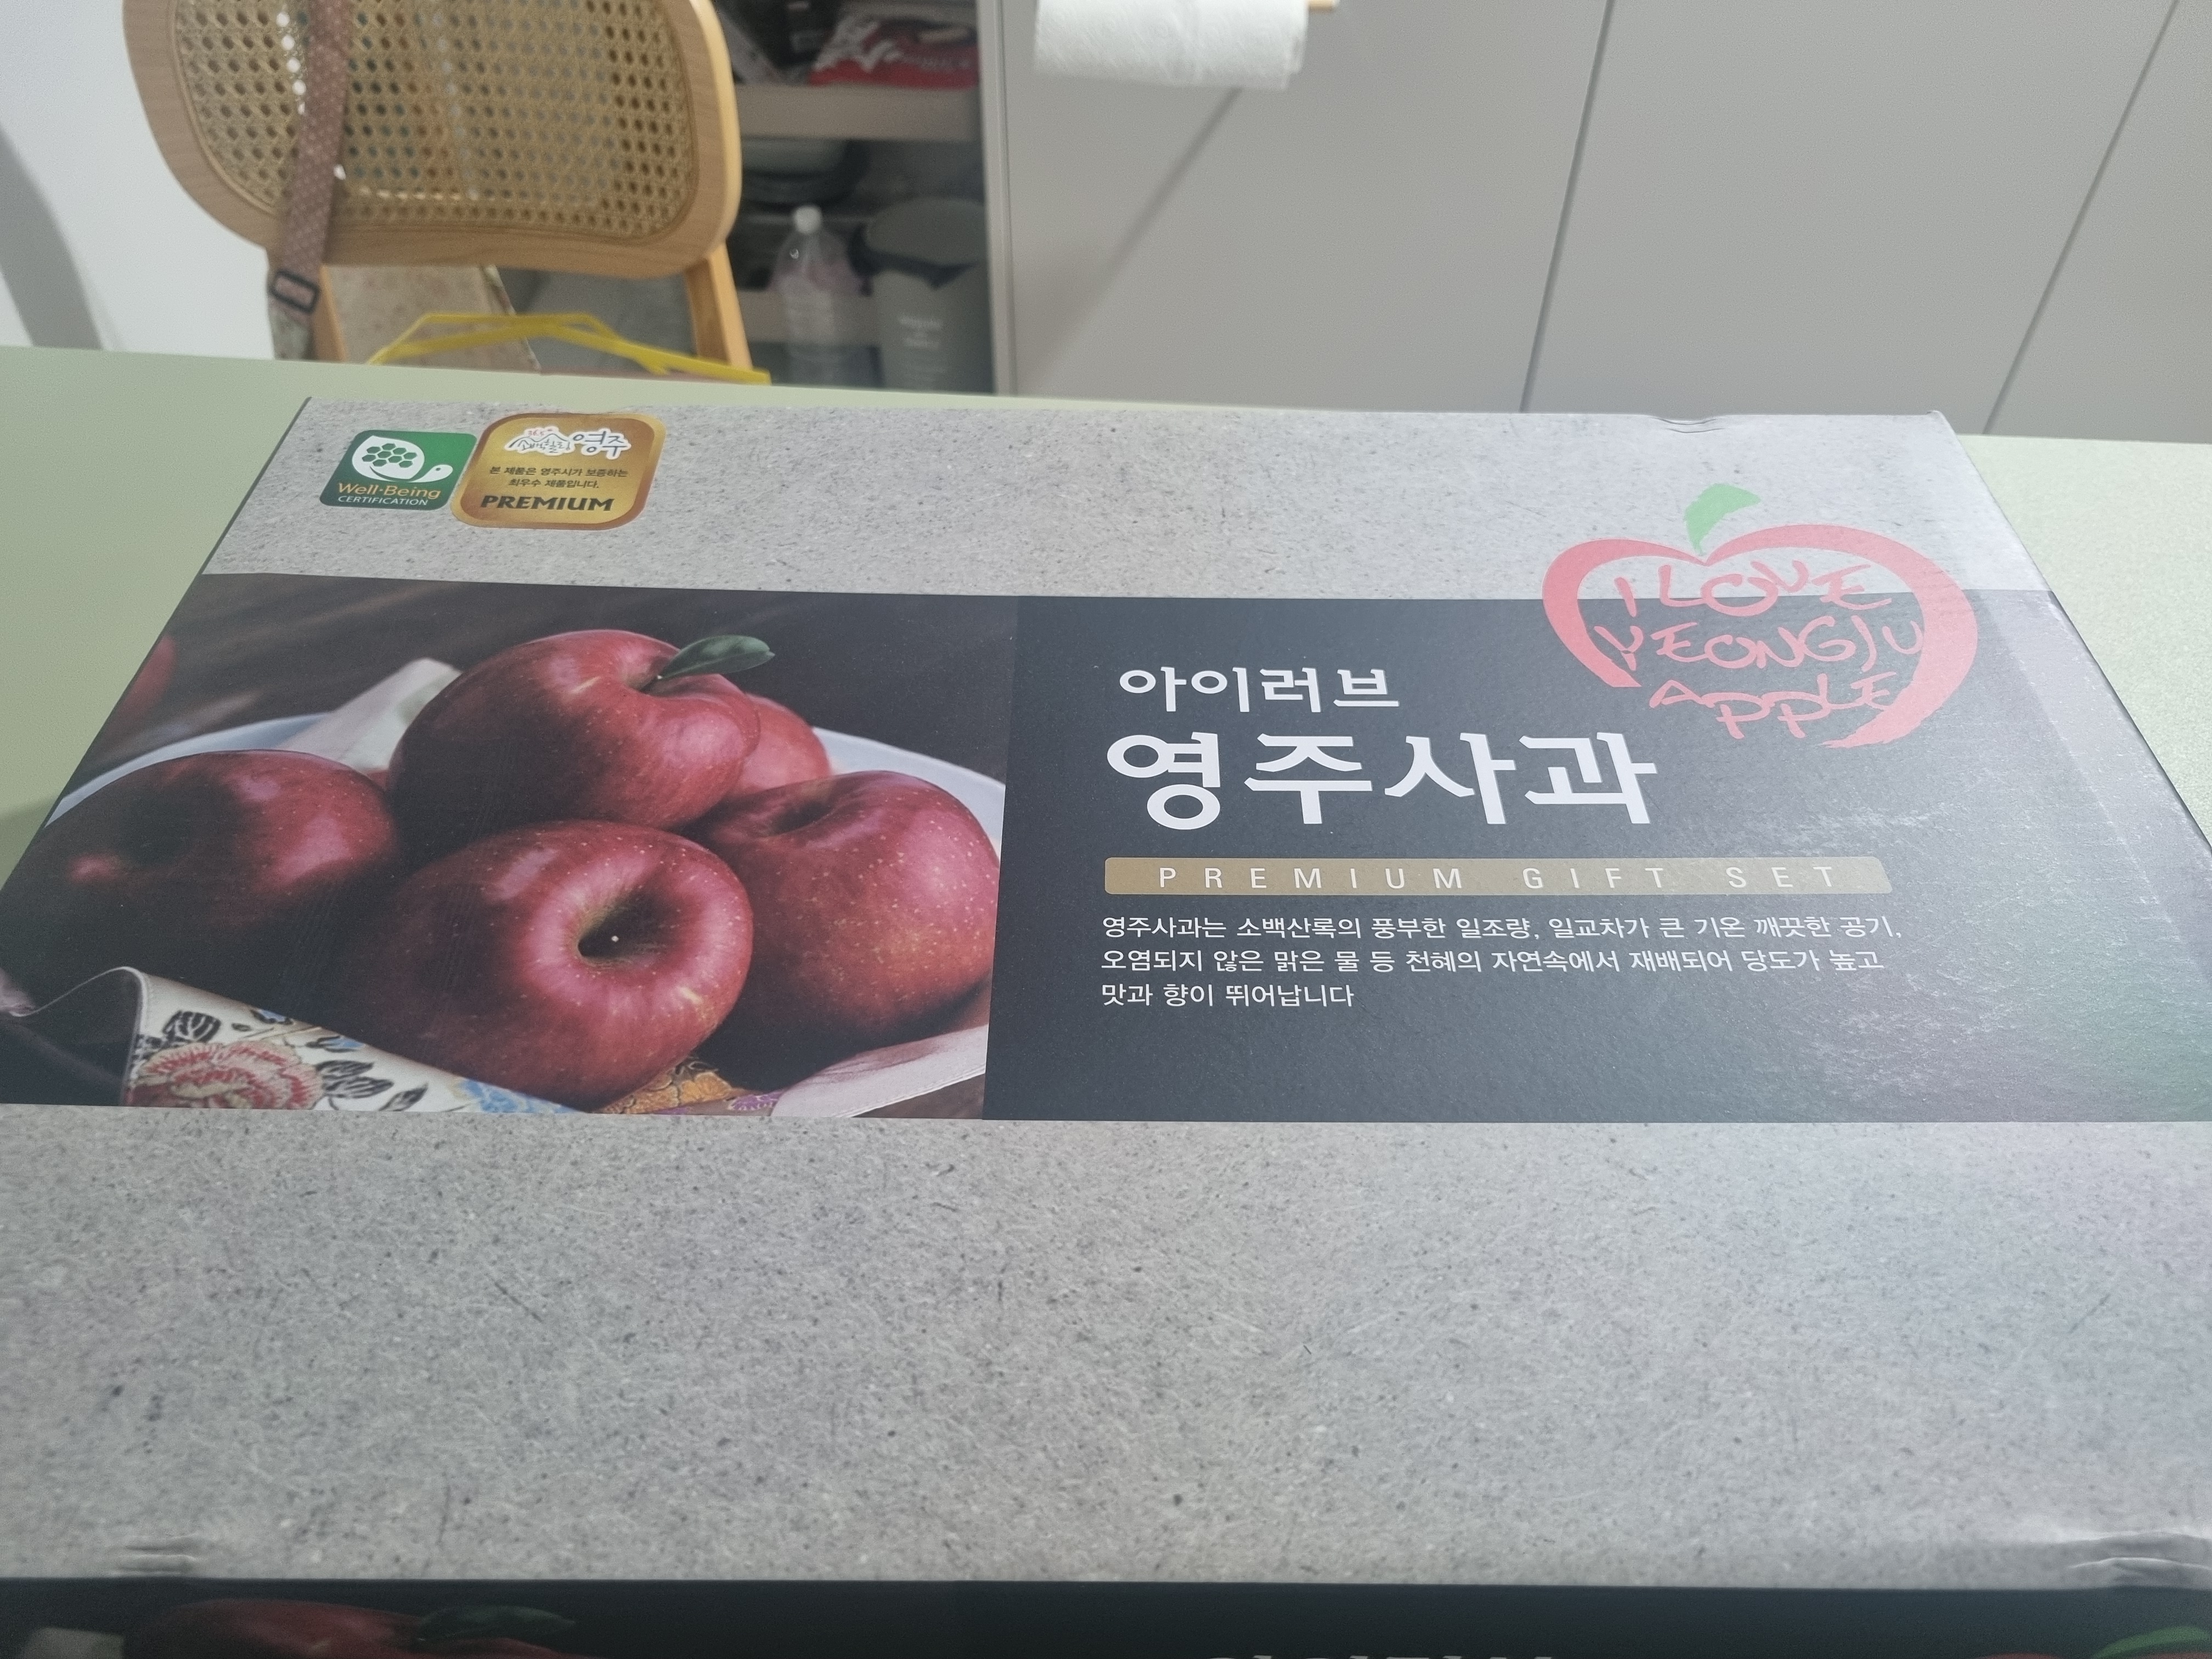 Well-Being
CERTIFICATION
소백힐링 영주
본 제품은 영주시가 보증하는
최우수 제품입니다.
PREMIUM
I LOVE
YEONGJU
APPLE
아이러브
영주사과
PREMIUM GIFT SET
영주사과는 소백산록의 풍부한 일조량, 일교차가 큰 기온 깨끗한 공기,
오염되지 않은 맑은 물 등 천혜의 자연속에서 재배되어 당도가 높고
맛과 향이 뛰어납니다